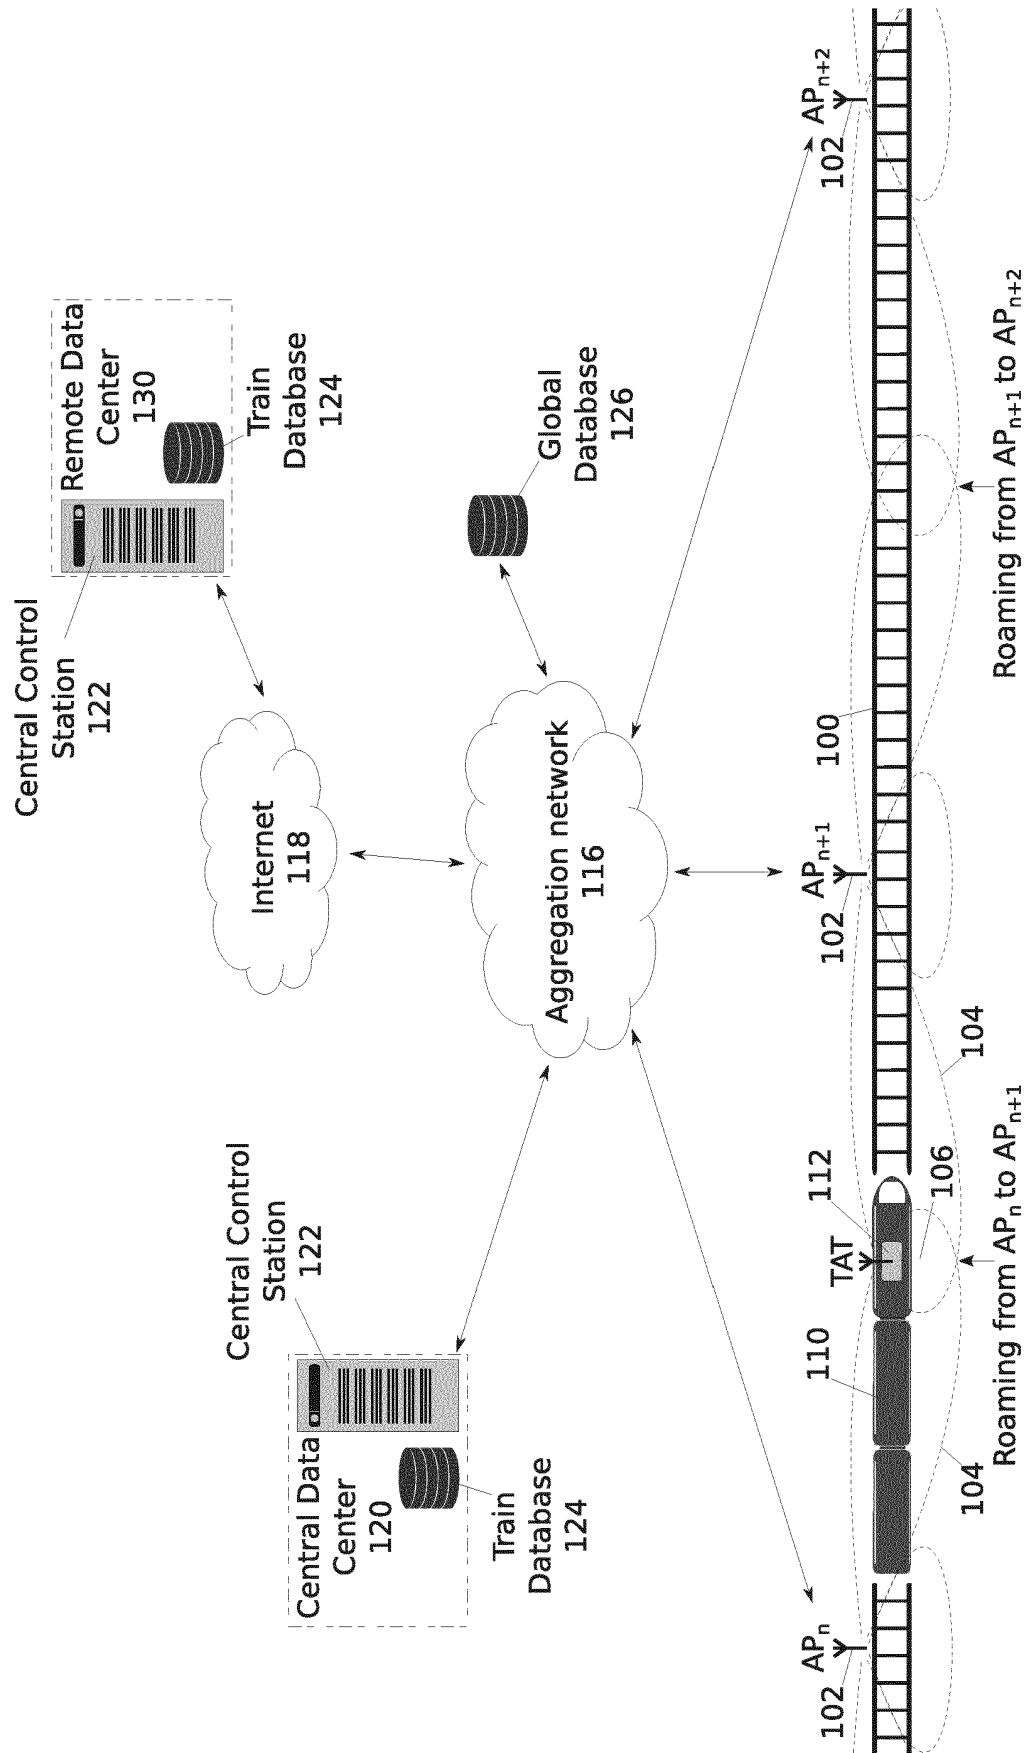 Central Control
Station
122
Remote Data
Center
130
Train
Database
124
Internet
118
Central Control
Station
122
Central Data
Center
120
Train
Database
124
Global
Database
126
Aggregation network
116
APn
102
TAT
112
110
APn+1
102
100
APn+2
102
104
106
104
Roaming from APn to APn+1
Roaming from APn+1 to APn+2